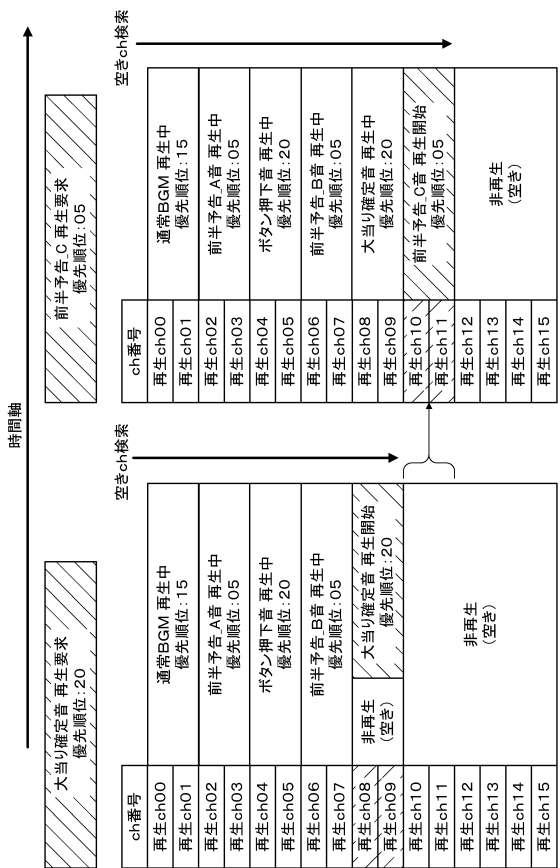 時間軸
大当り確定音 再生要求
優先順位:20
空きch検索
ch番号
再生ch00
再生ch01
再生ch02
再生ch03
再生ch04
再生ch05
再生ch06
再生ch07
再生ch08
再生ch09
再生ch10
再生ch11
再生ch12
再生ch13
再生ch14
再生ch15
通常BGM 再生中
優先順位:15
前半予告_A音 再生中
優先順位:05
ボタン押下音 再生中
優先順位:20
前半予告_B音 再生中
優先順位:05
非再生
(空き)
大当り確定音 再生開始
優先順位:20
非再生
(空き)
前半予告_C 再生要求
優先順位:05
空きch検索
ch番号
再生ch00
再生ch01
再生ch02
再生ch03
再生ch04
再生ch05
再生ch06
再生ch07
再生ch08
再生ch09
再生ch10
再生ch11
再生ch12
再生ch13
再生ch14
再生ch15
通常BGM 再生中
優先順位:15
前半予告_A音 再生中
優先順位:05
ボタン押下音 再生中
優先順位:20
前半予告_B音 再生中
優先順位:05
大当り確定音 再生中
優先順位:20
前半予告_C音 再生開始
優先順位:05
非再生
(空き)